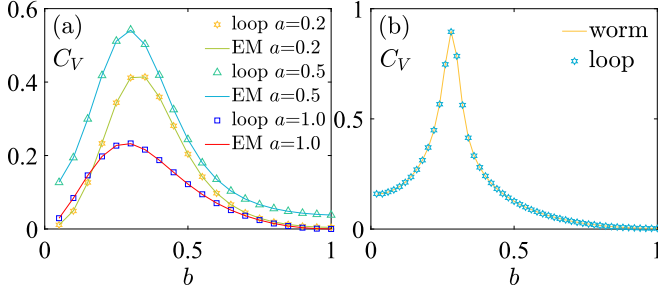 (a)
0.6
0.4
0.2
0
C_V
loop a=0.2
EM a=0.2
loop a=0.5
EM a=0.5
loop a=1.0
EM a=1.0
0
0.5
1
b
(b)
1
0.5
0
C_V
worm
loop
0
0.5
1
b